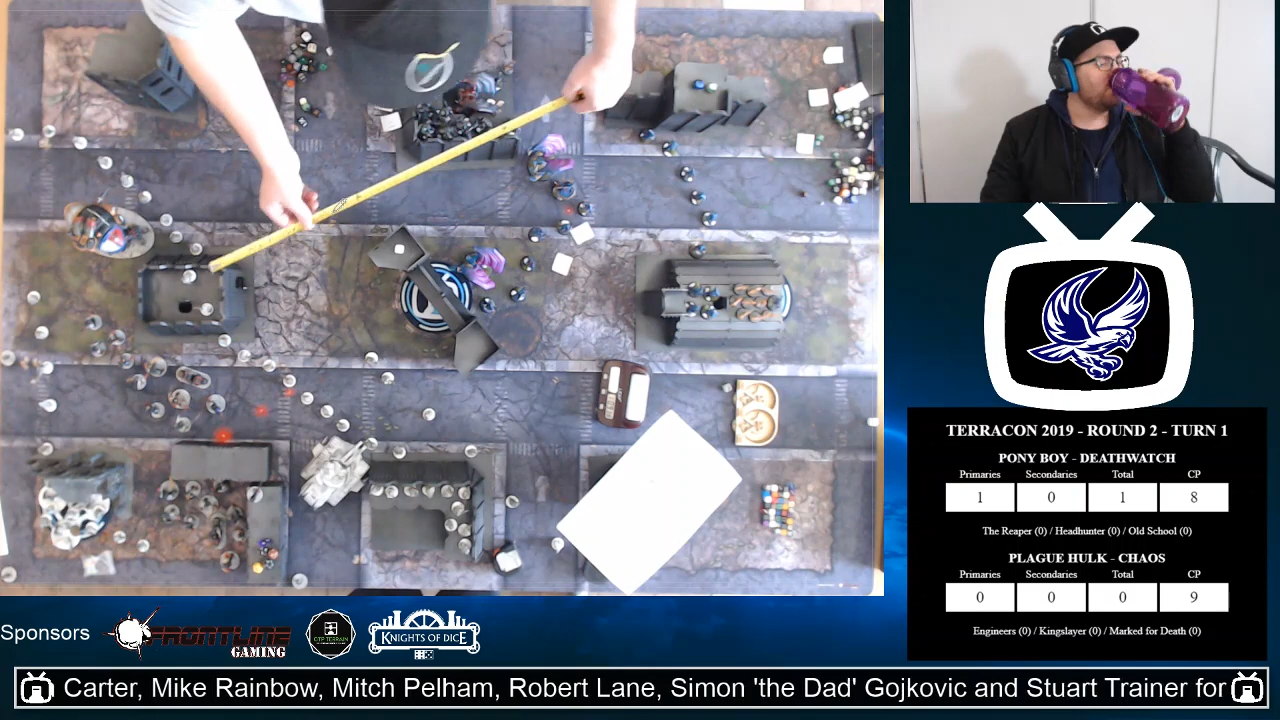 TERRACON 2019 - ROUND 2 - TURN 1
PONY BOY - DEATHWATCH
Primaries Secondaries Total CP
1 0 1 8
The Reaper (0) / Headhunter (0) / Old School (0)
PLAGUE HULK - CHAOS
Primaries Secondaries Total CP
0 0 0 9
Engineers (0) / Kingslayer (0) / Marked for Death (0)
Sponsors
FRONTLINE
GAMING
CTP TERRAIN
KNIGHTS OF DICE
Carter, Mike Rainbow, Mitch Pelham, Robert Lane, Simon 'the Dad' Gojkovic and Stuart Trainer for